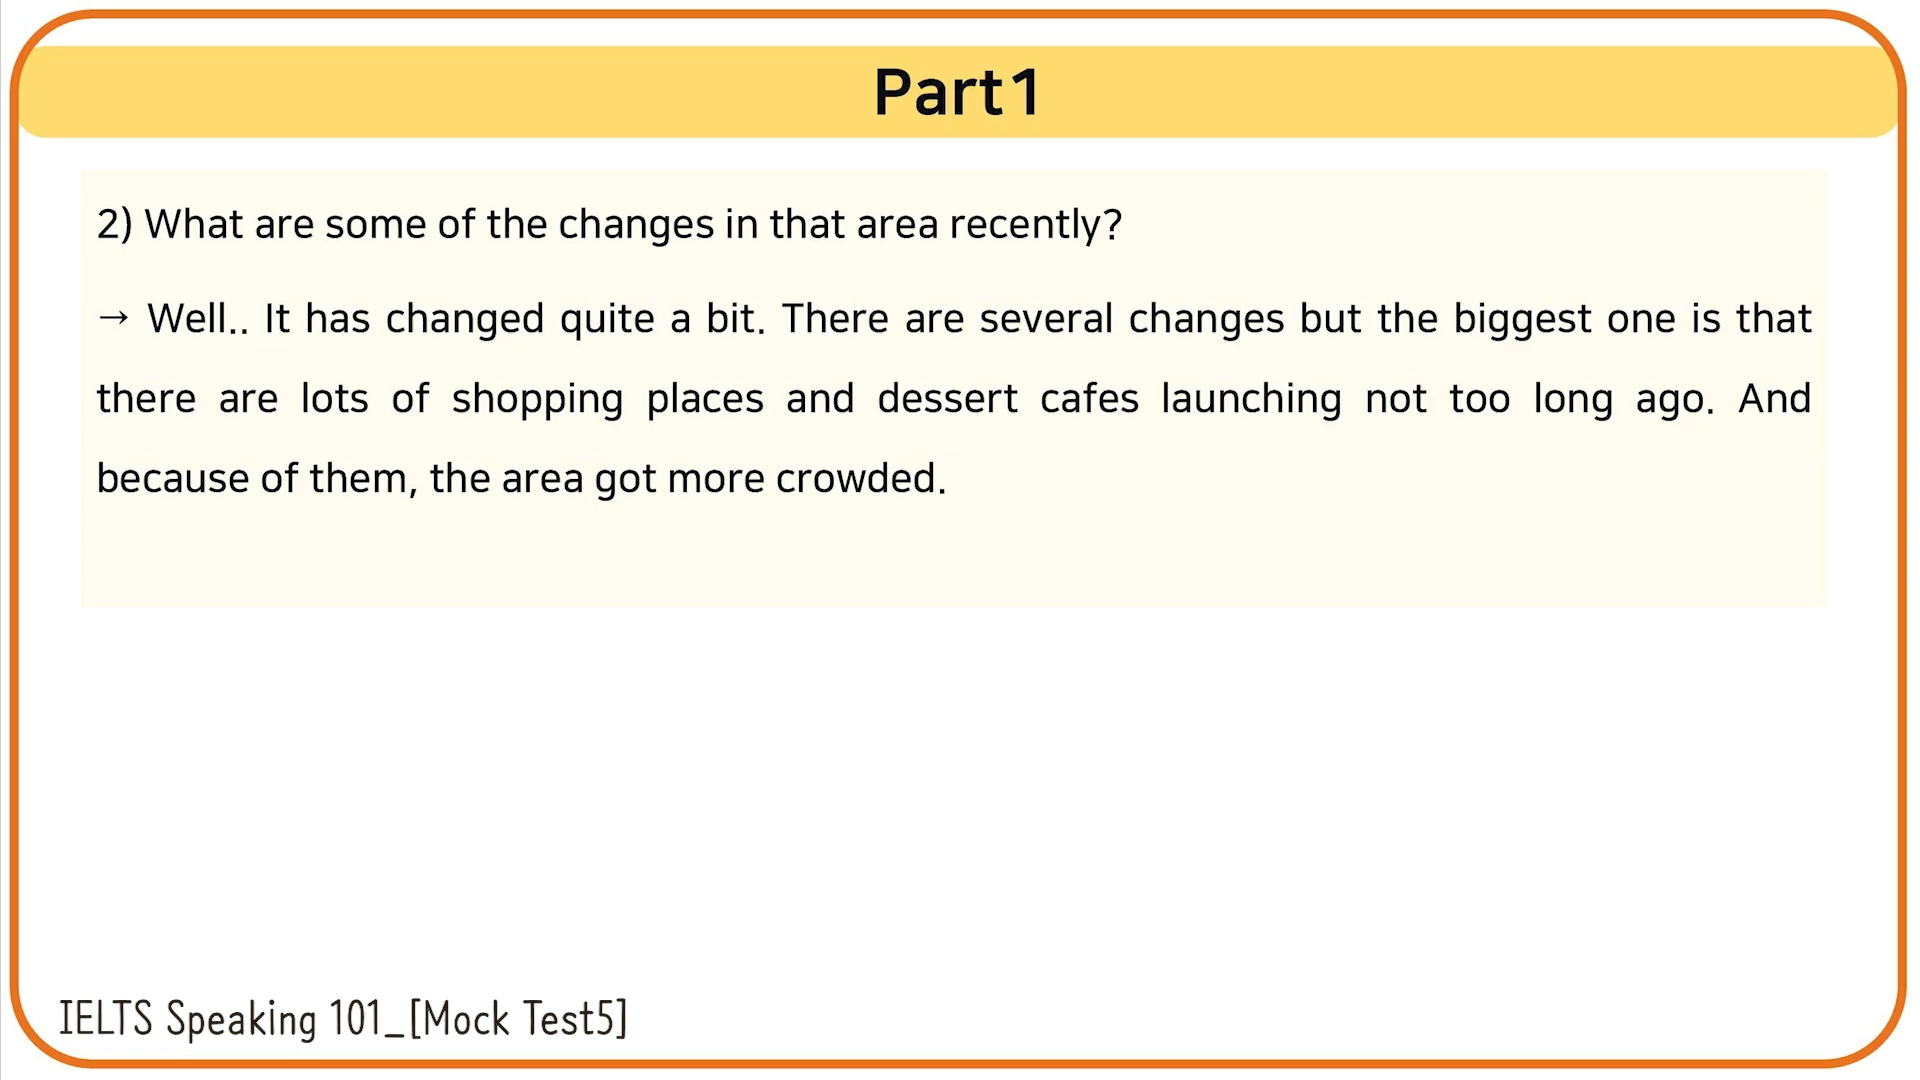 Part1
2) What are some of the changes in that area recently?
→ Well.. It has changed quite a bit. There are several changes but the biggest one is that
there are lots of shopping places and dessert cafes launching not too long ago. And
because of them, the area got more crowded.
IELTS Speaking 101_[Mock Test5]